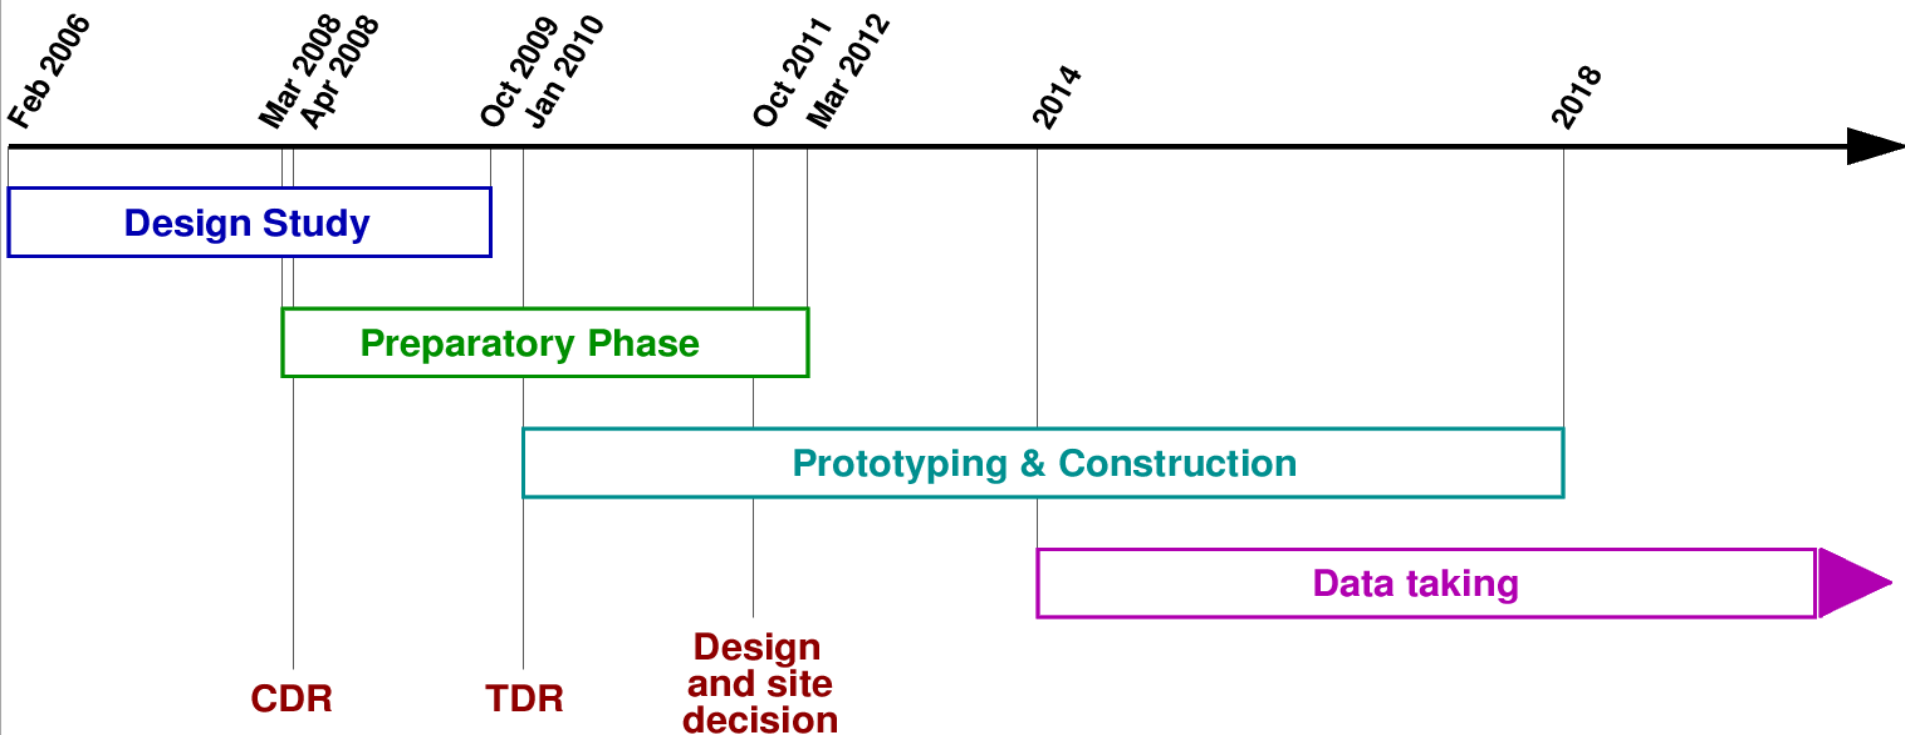 Feb 2006
Mar 2008
Apr 2008
Oct 2009
Jan 2010
Oct 2011
Mar 2012
2014
2018
Design Study
Preparatory Phase
Prototyping & Construction
Data taking
CDR
TDR
Design
and site
decision